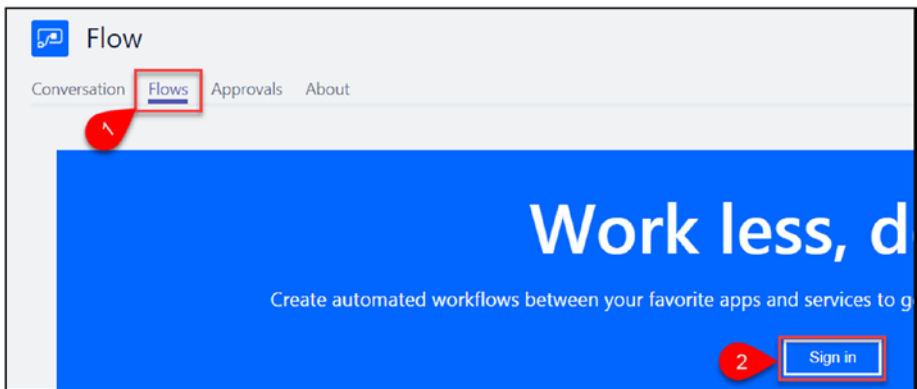 Flow
Conversation Flows Approvals About
1
Work less, d
Create automated workflows between your favorite apps and services to g
2 Sign in